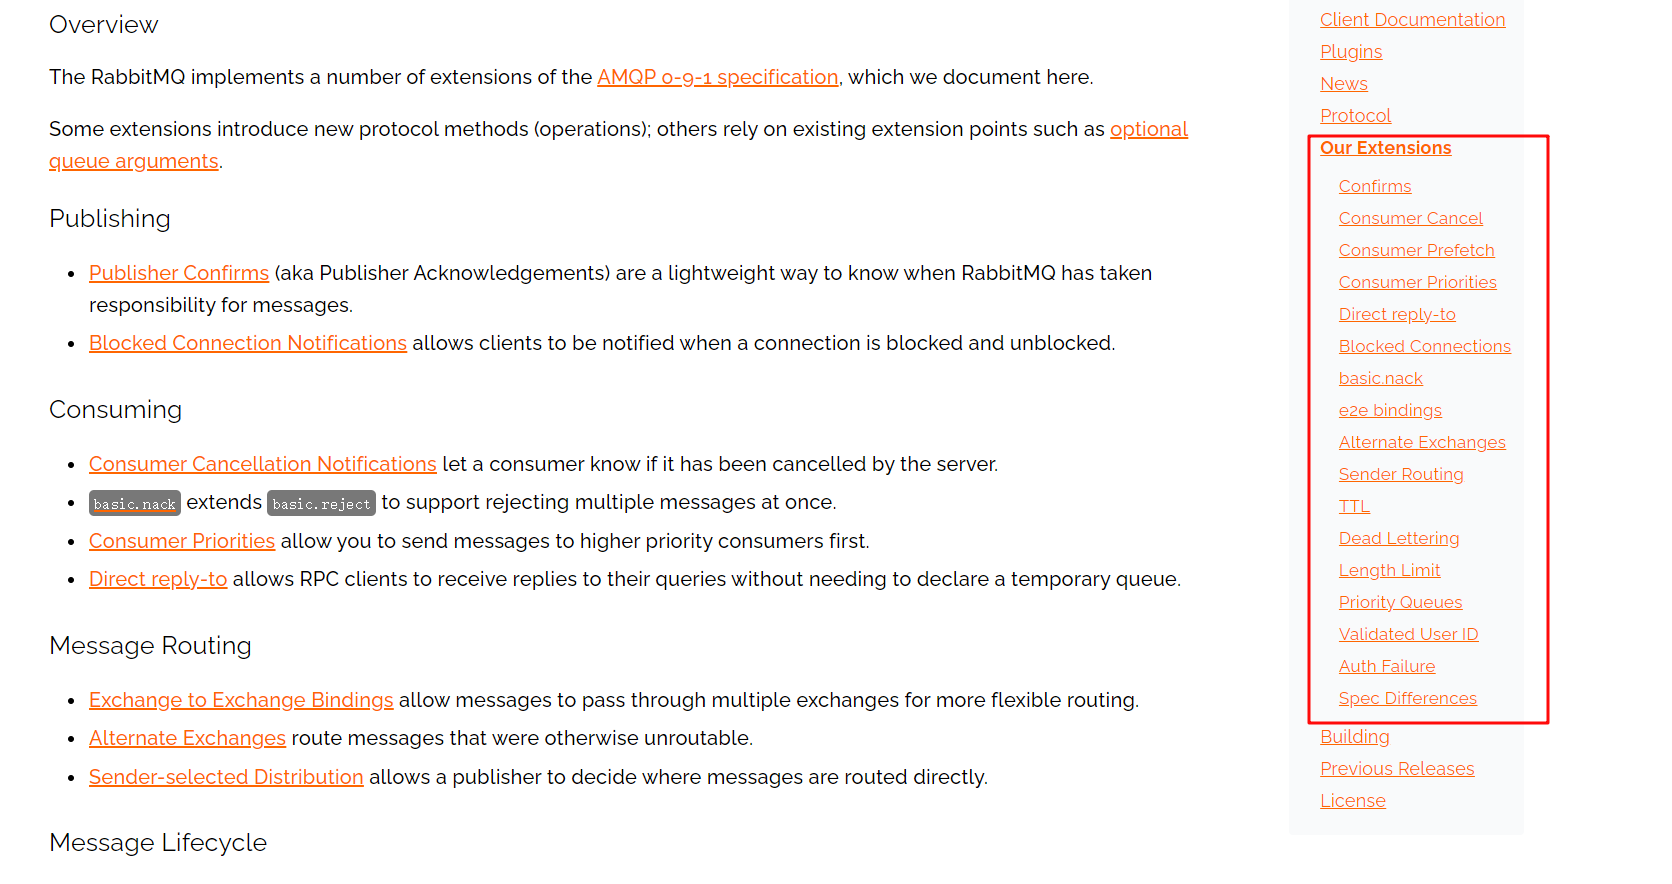 Overview
The RabbitMQ implements a number of extensions of the AMQP 0-9-1 specification, which we document here.
Some extensions introduce new protocol methods (operations); others rely on existing extension points such as optional
queue arguments.
Publishing
• Publisher Confirms (aka Publisher Acknowledgements) are a lightweight way to know when RabbitMQ has taken
responsibility for messages.
• Blocked Connection Notifications allows clients to be notified when a connection is blocked and unblocked.
Consuming
• Consumer Cancellation Notifications let a consumer know if it has been cancelled by the server.
• basic.nack extends basic.reject to support rejecting multiple messages at once.
• Consumer Priorities allow you to send messages to higher priority consumers first.
• Direct reply-to allows RPC clients to receive replies to their queries without needing to declare a temporary queue.
Message Routing
• Exchange to Exchange Bindings allow messages to pass through multiple exchanges for more flexible routing.
• Alternate Exchanges route messages that were otherwise unroutable.
• Sender-selected Distribution allows a publisher to decide where messages are routed directly.
Message Lifecycle
Client Documentation
Plugins
News
Protocol
Our Extensions
Confirms
Consumer Cancel
Consumer Prefetch
Consumer Priorities
Direct reply-to
Blocked Connections
basic.nack
e2e bindings
Alternate Exchanges
Sender Routing
TTL
Dead Lettering
Length Limit
Priority Queues
Validated User ID
Auth Failure
Spec Differences
Building
Previous Releases
License